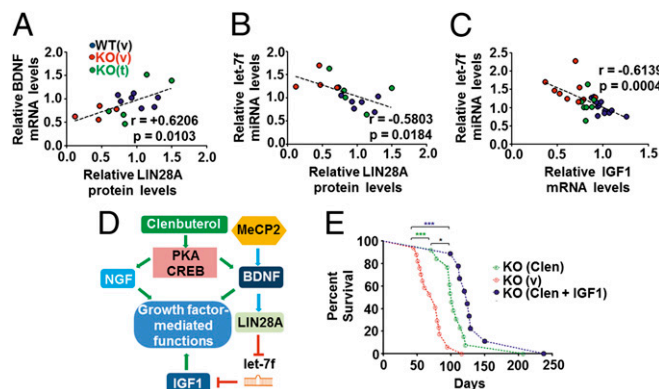 A
Relative BDNF
mRNA levels
2.0
1.5
1.0
0.5
0.0
0.0 0.5 1.0 1.5
WT(v)
KO(v)
KO(t)
r = +0.6206
p = 0.0103
Relative LIN28A
protein levels
B
Relative let-7f
miRNA levels
2.0
1.5
1.0
0.5
0.0
0.0 0.5 1.0 1.5 2.0
r = -0.5803
p = 0.0184
Relative LIN28A
protein levels
C
Relative let-7f
miRNA levels
2.5
2.0
1.5
1.0
0.5
0.0
0.0 0.5 1.0 1.5
r = -0.6139
p = 0.0004
Relative IGF1
mRNA levels
D
Clenbuterol
MeCP2
PKA
CREB
NGF
BDNF
Growth factor-
mediated
functions
LIN28A
let-7f
IGF1
E
Percent
Survival
100
80
60
40
20
0
0 50 100 150 200 250
Days
***
*** *
KO (Clen)
KO (v)
KO (Clen + IGF1)